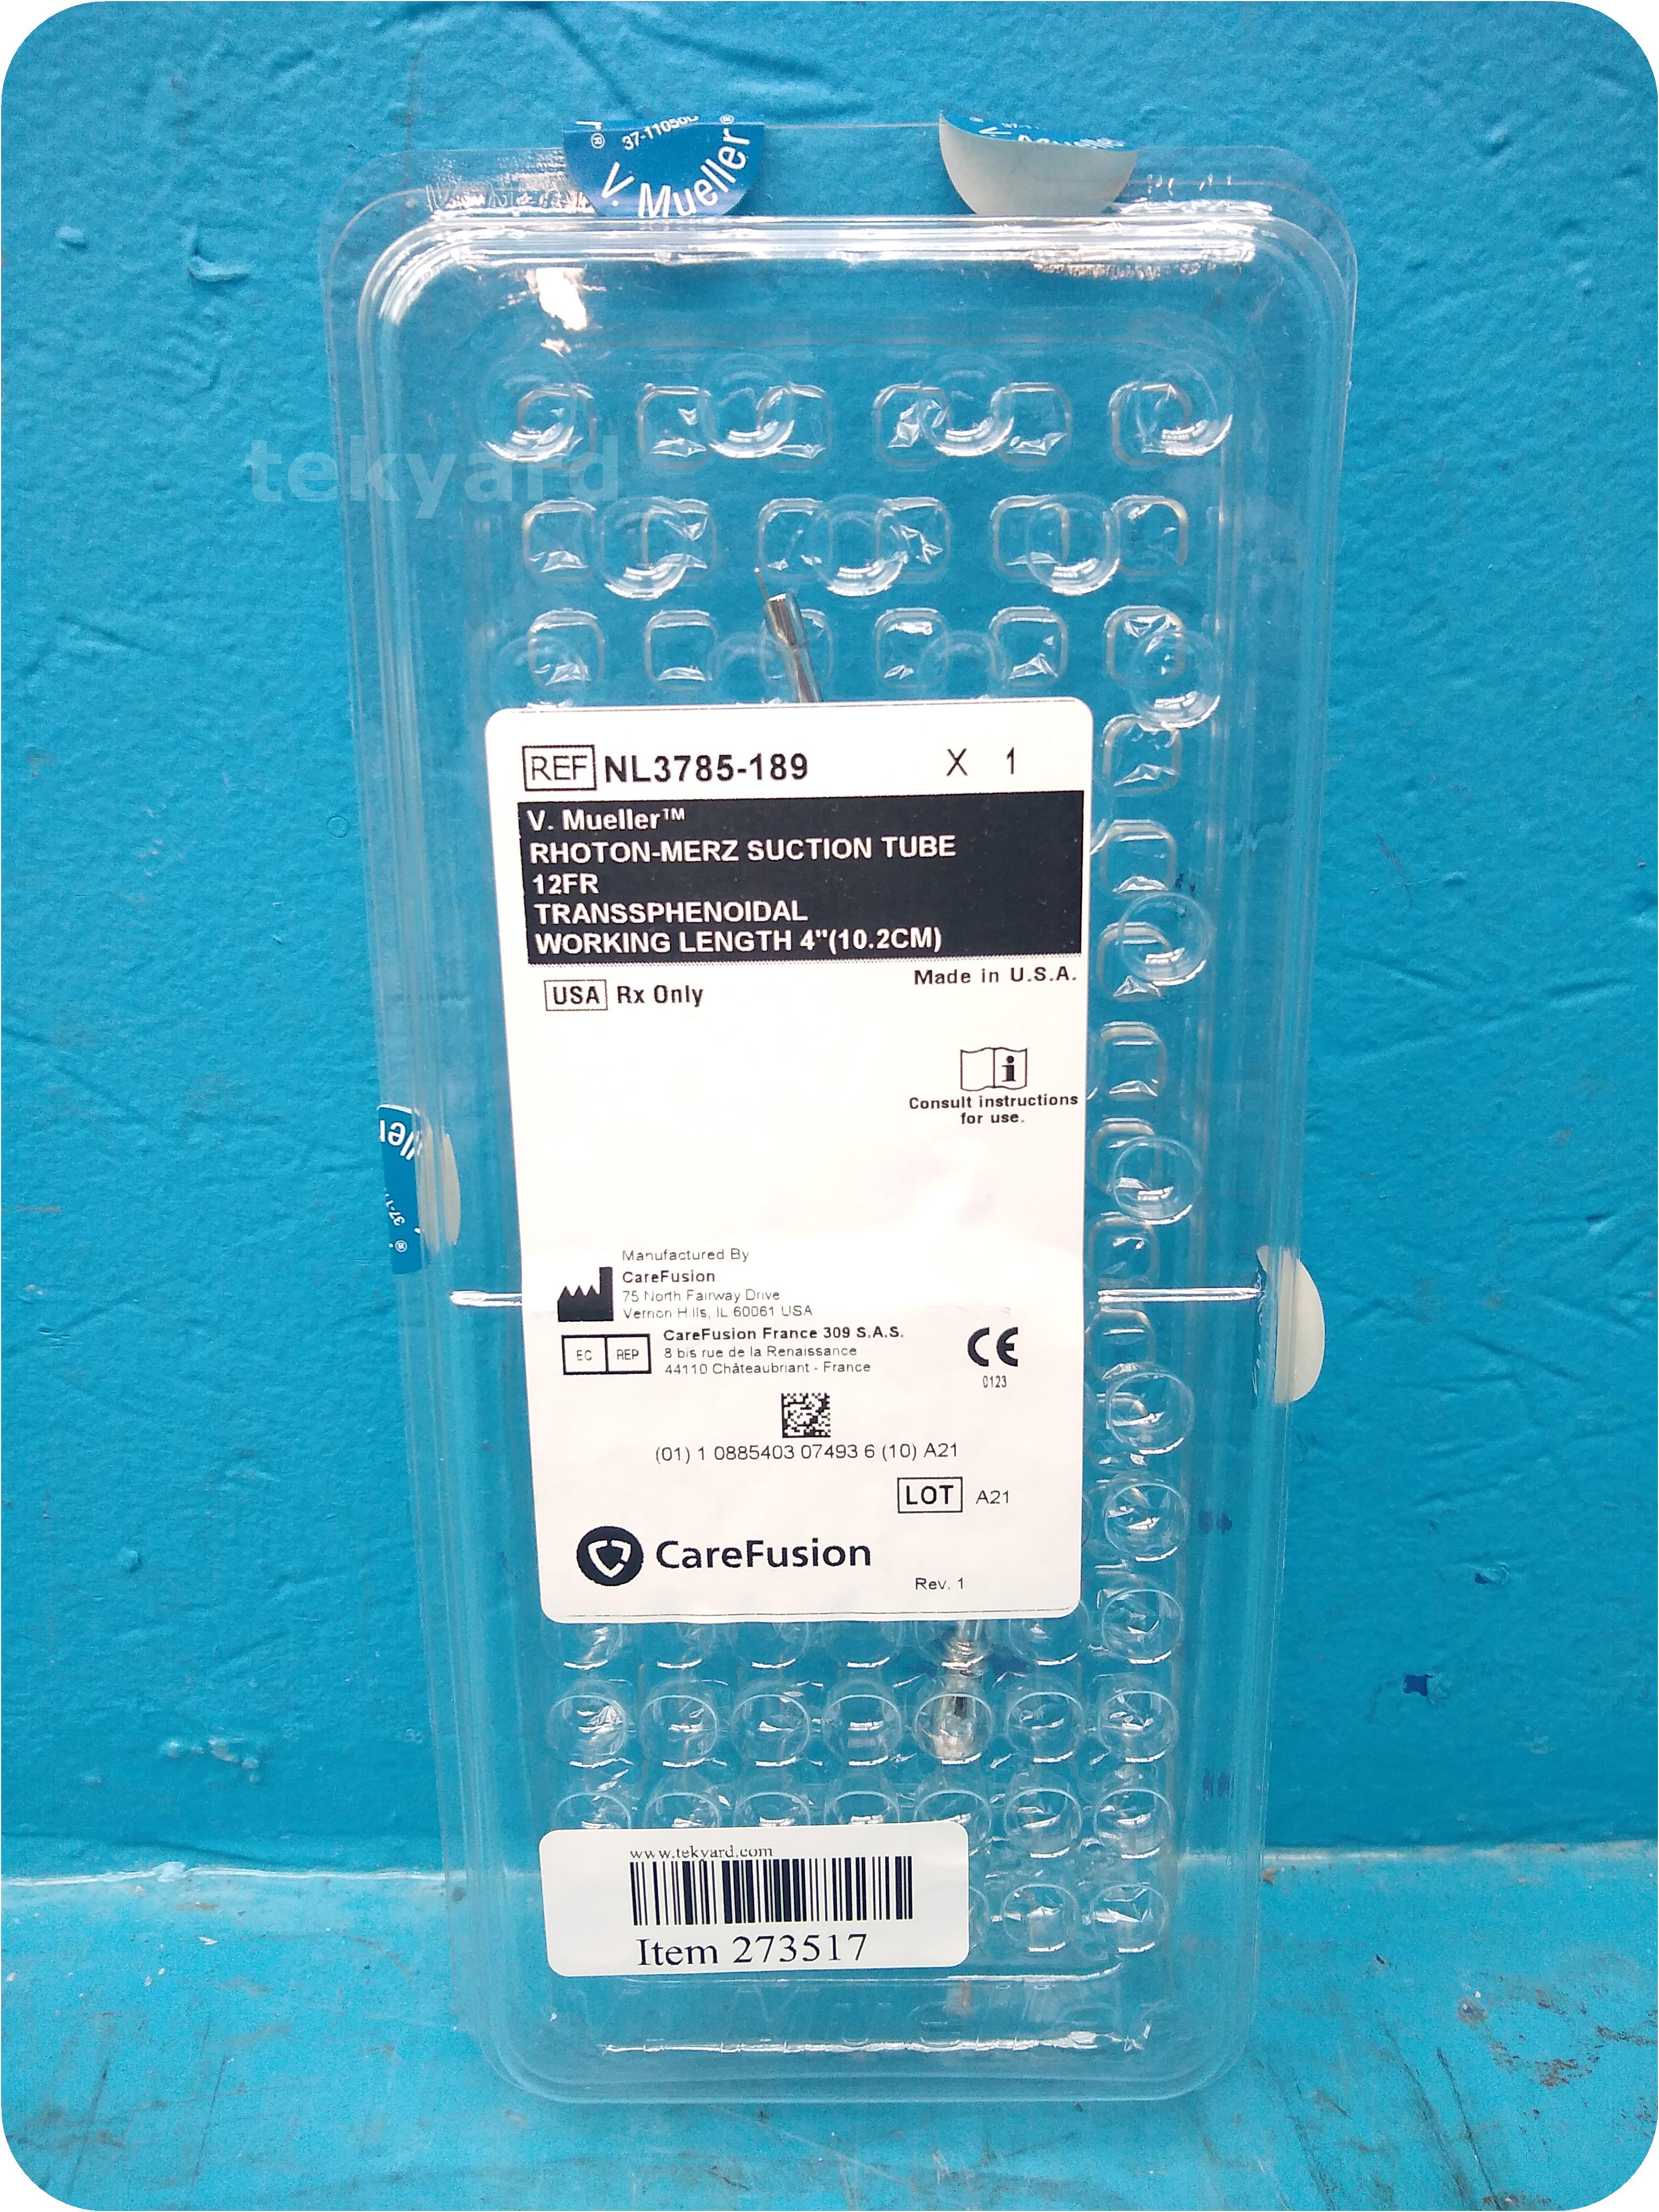 37-11050D
V. Mueller
tekyard
REF NL3785-189 X 1
V. Mueller™
RHOTON-MERZ SUCTION TUBE
12FR
TRANSSPHENOIDAL
WORKING LENGTH 4"(10.2CM)
Made in U.S.A.
USA Rx Only
i
Consult instructions
for use.
Manufactured By
CareFusion
75 North Fairway Drive
Vernon Hills, IL 60061 USA
EC REP
CareFusion France 309 S.A.S.
8 bis rue de la Renaissance
44110 Châteaubriant - France
CE
0123
(01) 1 0885403 07493 6 (10) A21
LOT A21
CareFusion
Rev. 1
www.tekyard.com
Item 273517